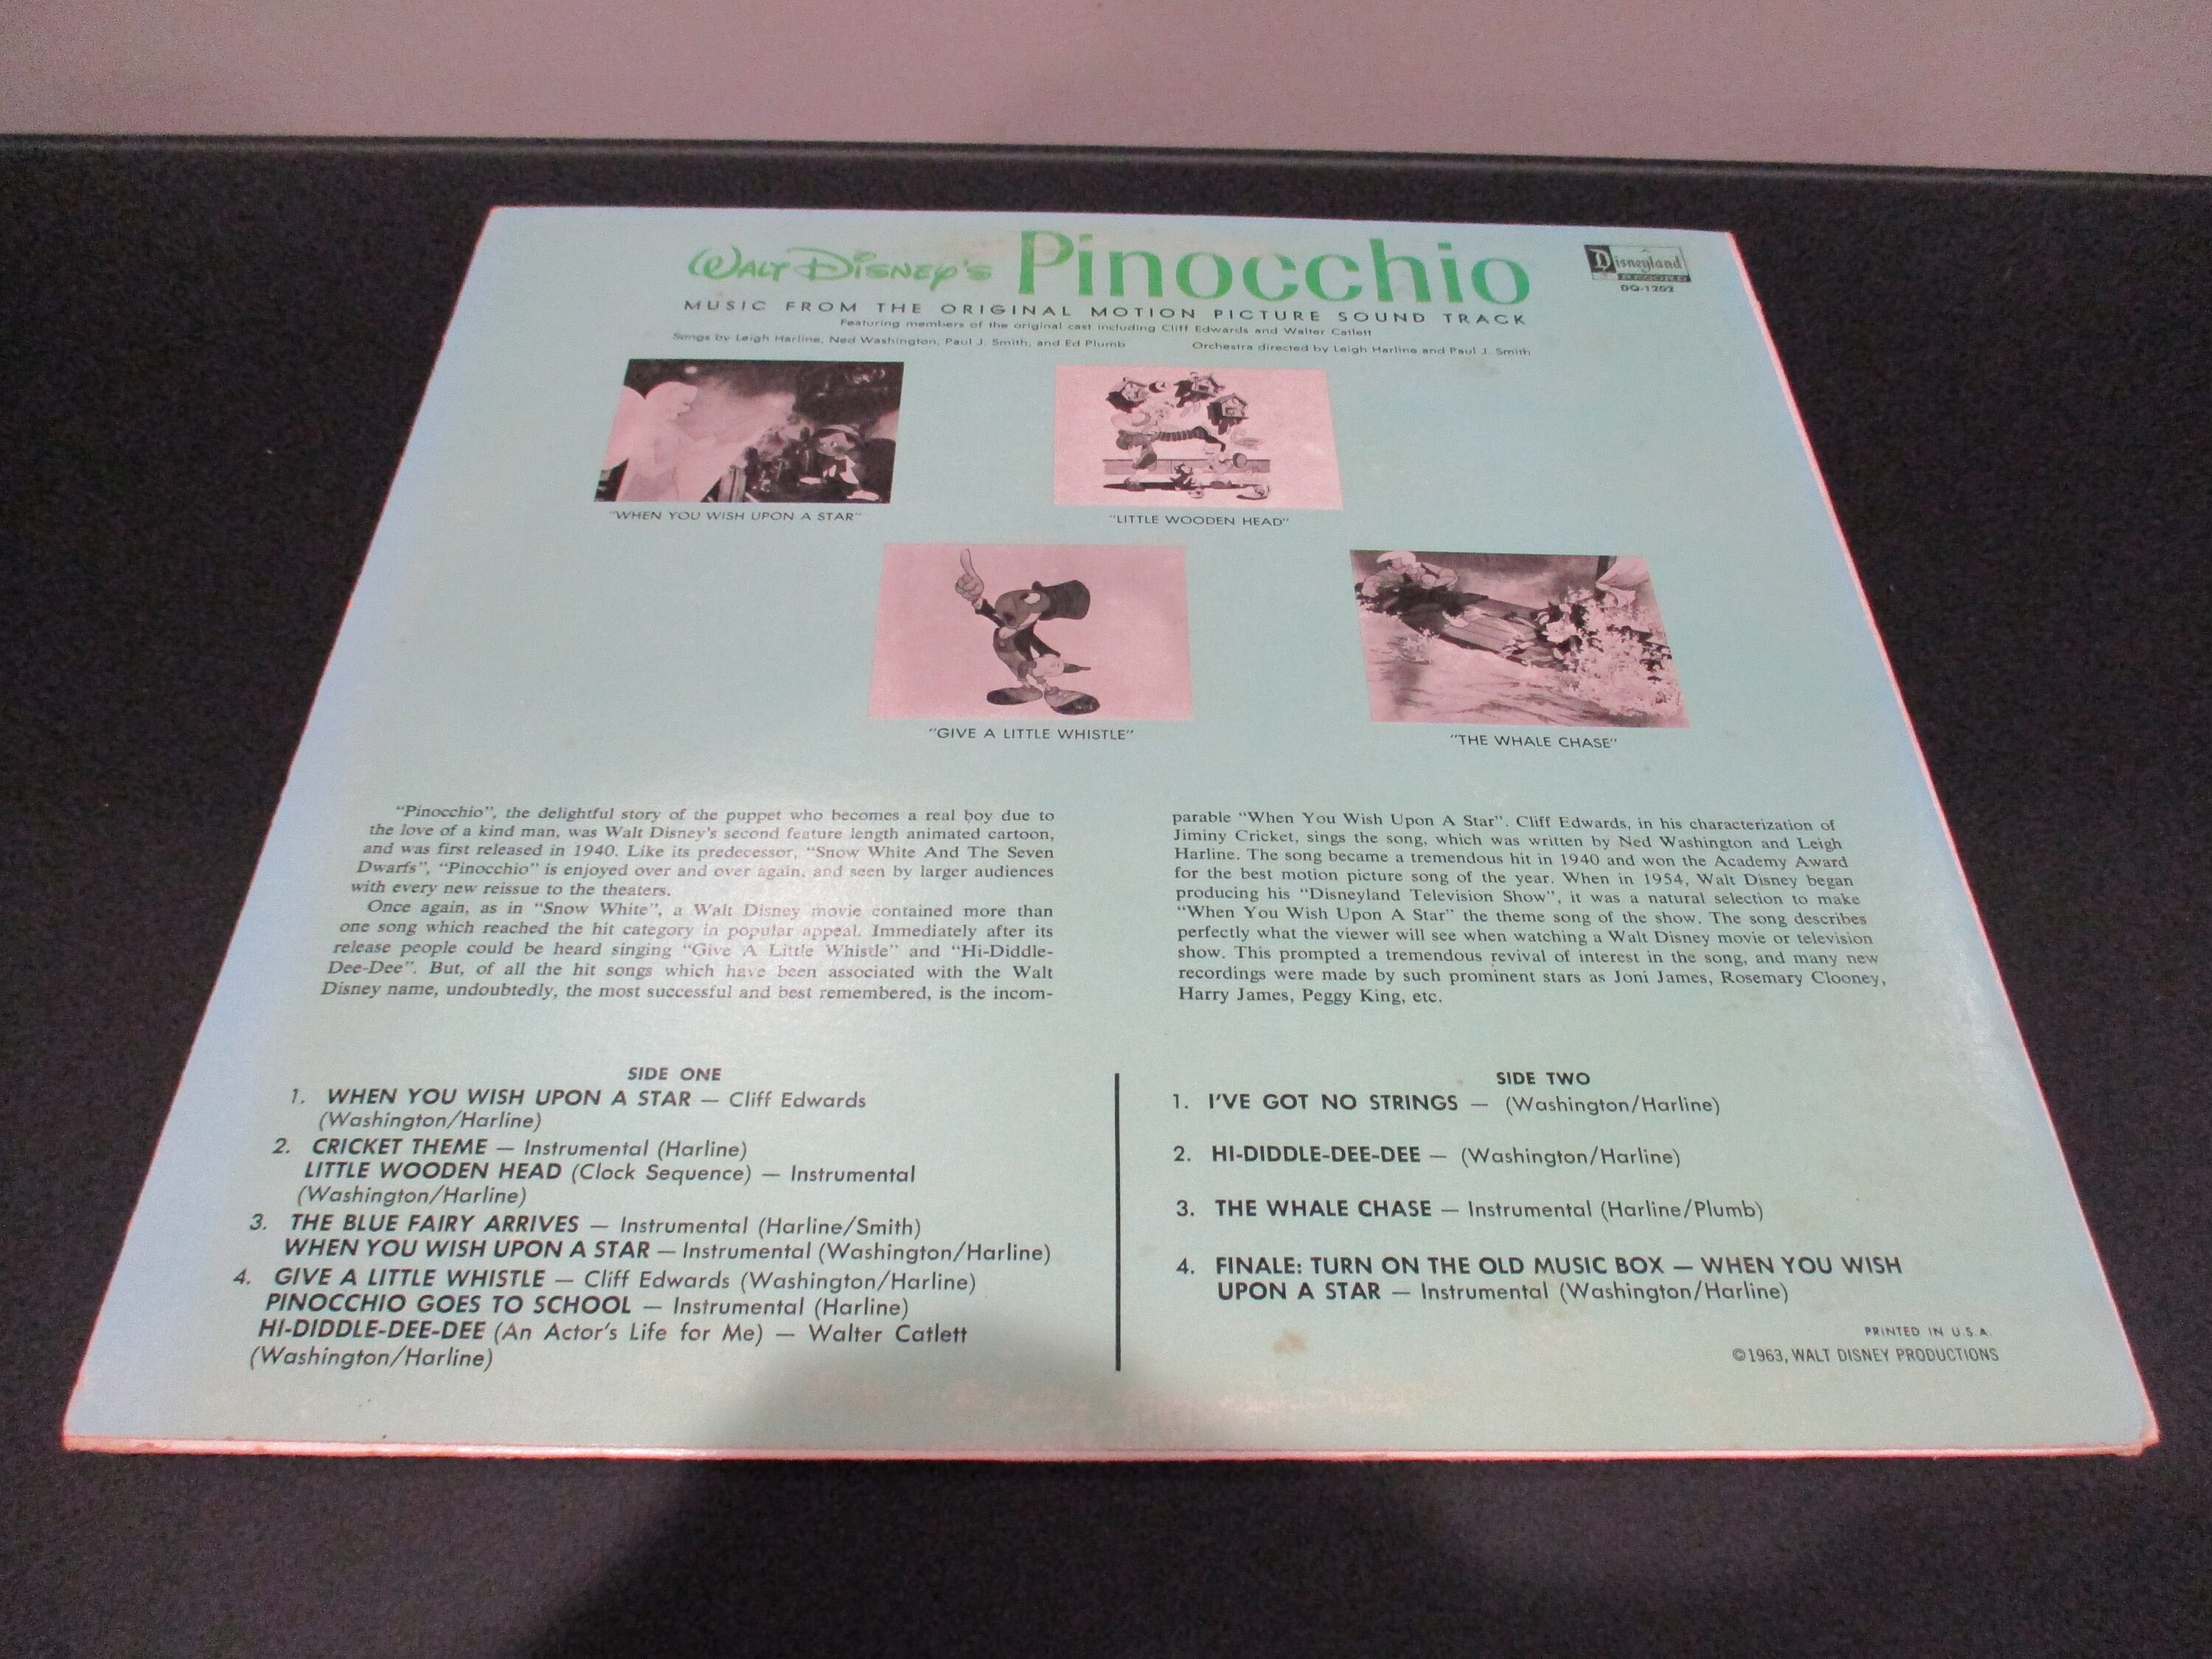 WALT DISNEY'S Pinocchio
Disneyland
RECORDS
DQ-1202
MUSIC FROM THE ORIGINAL MOTION PICTURE SOUND TRACK
Featuring members of the original cast including Cliff Edwards and Walter Catlett
Songs by Leigh Harline, Ned Washington, Paul J. Smith, and Ed Plumb
Orchestra directed by Leigh Harline and Paul J. Smith
"WHEN YOU WISH UPON A STAR"
"LITTLE WOODEN HEAD"
"GIVE A LITTLE WHISTLE"
"THE WHALE CHASE"
"Pinocchio", the delightful story of the puppet who becomes a real boy due to
the love of a kind man, was Walt Disney's second feature length animated cartoon,
and was first released in 1940. Like its predecessor, "Snow White And The Seven
Dwarfs", "Pinocchio" is enjoyed over and over again, and seen by larger audiences
with every new reissue to the theaters.
Once again, as in "Snow White", a Walt Disney movie contained more than
one song which reached the hit category in popular appeal. Immediately after its
release people could be heard singing "Give A Little Whistle" and "Hi-Diddle-
Dee-Dee". But, of all the hit songs which have been associated with the Walt
Disney name, undoubtedly, the most successful and best remembered, is the incom-
parable "When You Wish Upon A Star". Cliff Edwards, in his characterization of
Jiminy Cricket, sings the song, which was written by Ned Washington and Leigh
Harline. The song became a tremendous hit in 1940 and won the Academy Award
for the best motion picture song of the year. When in 1954, Walt Disney began
producing his "Disneyland Television Show", it was a natural selection to make
"When You Wish Upon A Star" the theme song of the show. The song describes
perfectly what the viewer will see when watching a Walt Disney movie or television
show. This prompted a tremendous revival of interest in the song, and many new
recordings were made by such prominent stars as Joni James, Rosemary Clooney,
Harry James, Peggy King, etc.
SIDE ONE
1. WHEN YOU WISH UPON A STAR — Cliff Edwards
(Washington/Harline)
2. CRICKET THEME — Instrumental (Harline)
LITTLE WOODEN HEAD (Clock Sequence) — Instrumental
(Washington/Harline)
3. THE BLUE FAIRY ARRIVES — Instrumental (Harline/Smith)
WHEN YOU WISH UPON A STAR — Instrumental (Washington/Harline)
4. GIVE A LITTLE WHISTLE — Cliff Edwards (Washington/Harline)
PINOCCHIO GOES TO SCHOOL — Instrumental (Harline)
HI-DIDDLE-DEE-DEE (An Actor's Life for Me) — Walter Catlett
(Washington/Harline)
SIDE TWO
1. I'VE GOT NO STRINGS — (Washington/Harline)
2. HI-DIDDLE-DEE-DEE — (Washington/Harline)
3. THE WHALE CHASE — Instrumental (Harline/Plumb)
4. FINALE: TURN ON THE OLD MUSIC BOX — WHEN YOU WISH
UPON A STAR — Instrumental (Washington/Harline)
PRINTED IN U.S.A.
©1963, WALT DISNEY PRODUCTIONS